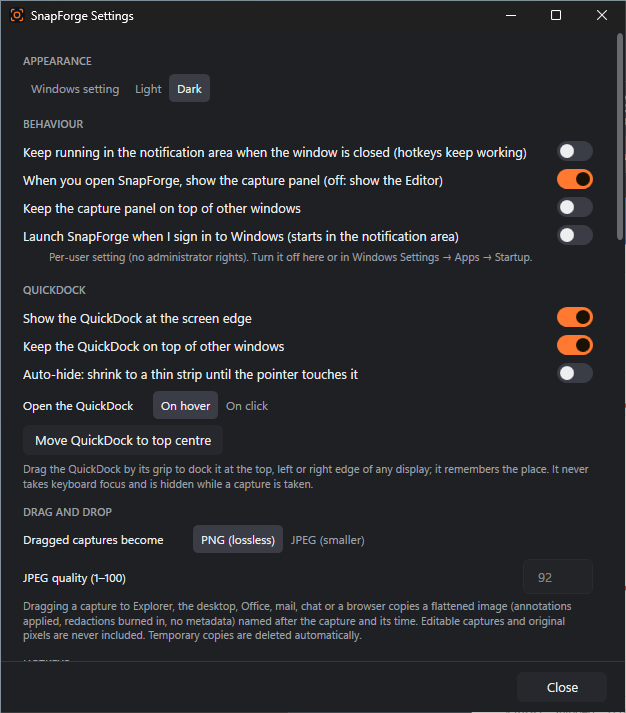 SnapForge Settings
APPEARANCE
Windows setting Light Dark
BEHAVIOUR
Keep running in the notification area when the window is closed (hotkeys keep working)
When you open SnapForge, show the capture panel (off: show the Editor)
Keep the capture panel on top of other windows
Launch SnapForge when I sign in to Windows (starts in the notification area)
Per-user setting (no administrator rights). Turn it off here or in Windows Settings → Apps → Startup.
QUICKDOCK
Show the QuickDock at the screen edge
Keep the QuickDock on top of other windows
Auto-hide: shrink to a thin strip until the pointer touches it
Open the QuickDock On hover On click
Move QuickDock to top centre
Drag the QuickDock by its grip to dock it at the top, left or right edge of any display; it remembers the place. It never
takes keyboard focus and is hidden while a capture is taken.
DRAG AND DROP
Dragged captures become PNG (lossless) JPEG (smaller)
JPEG quality (1–100) 92
Dragging a capture to Explorer, the desktop, Office, mail, chat or a browser copies a flattened image (annotations
applied, redactions burned in, no metadata) named after the capture and its time. Editable captures and original
pixels are never included. Temporary copies are deleted automatically.
Close